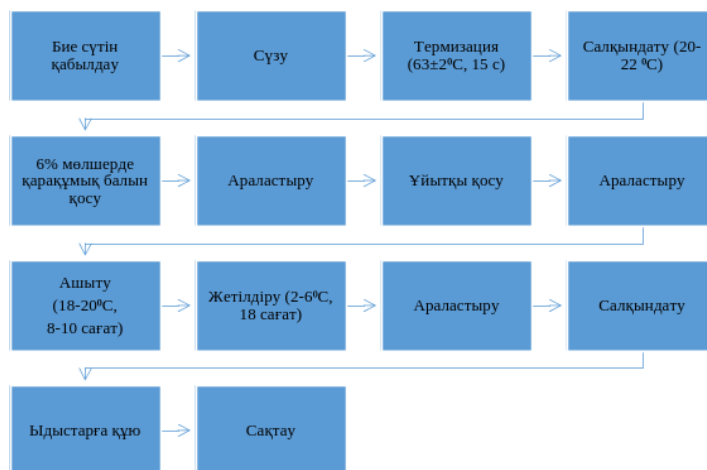 Бие сүтін
қабылдау
Сүзу
Термизация
(63±2⁰С, 15 с)
Салқындату (20-
22 ⁰С)
6% мөлшерде
қарақұмық балын
қосу
Араластыру
Ұйытқы қосу
Араластыру
Ашыту
(18-20⁰С,
8-10 сағат)
Жетілдіру (2-6⁰С,
18 сағат)
Араластыру
Салқындату
Ыдыстарға құю
Сақтау